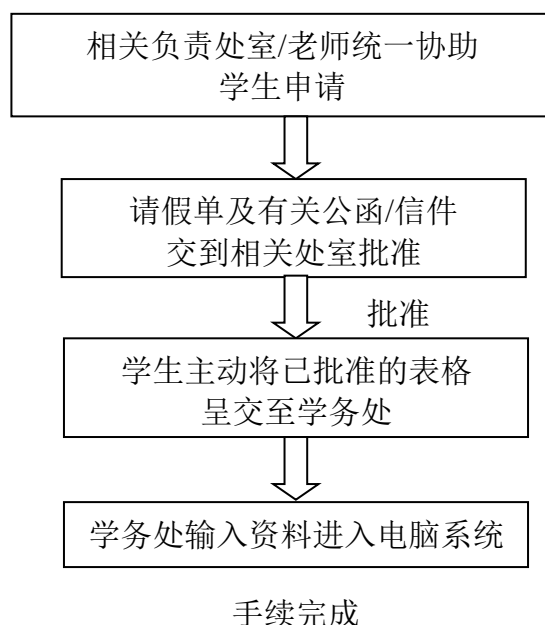 相关负责处室/老师统一协助
学生申请
请假单及有关公函/信件
交到相关处室批准
批准
学生主动将已批准的表格
呈交至学务处
学务处输入资料进入电脑系统
手续完成